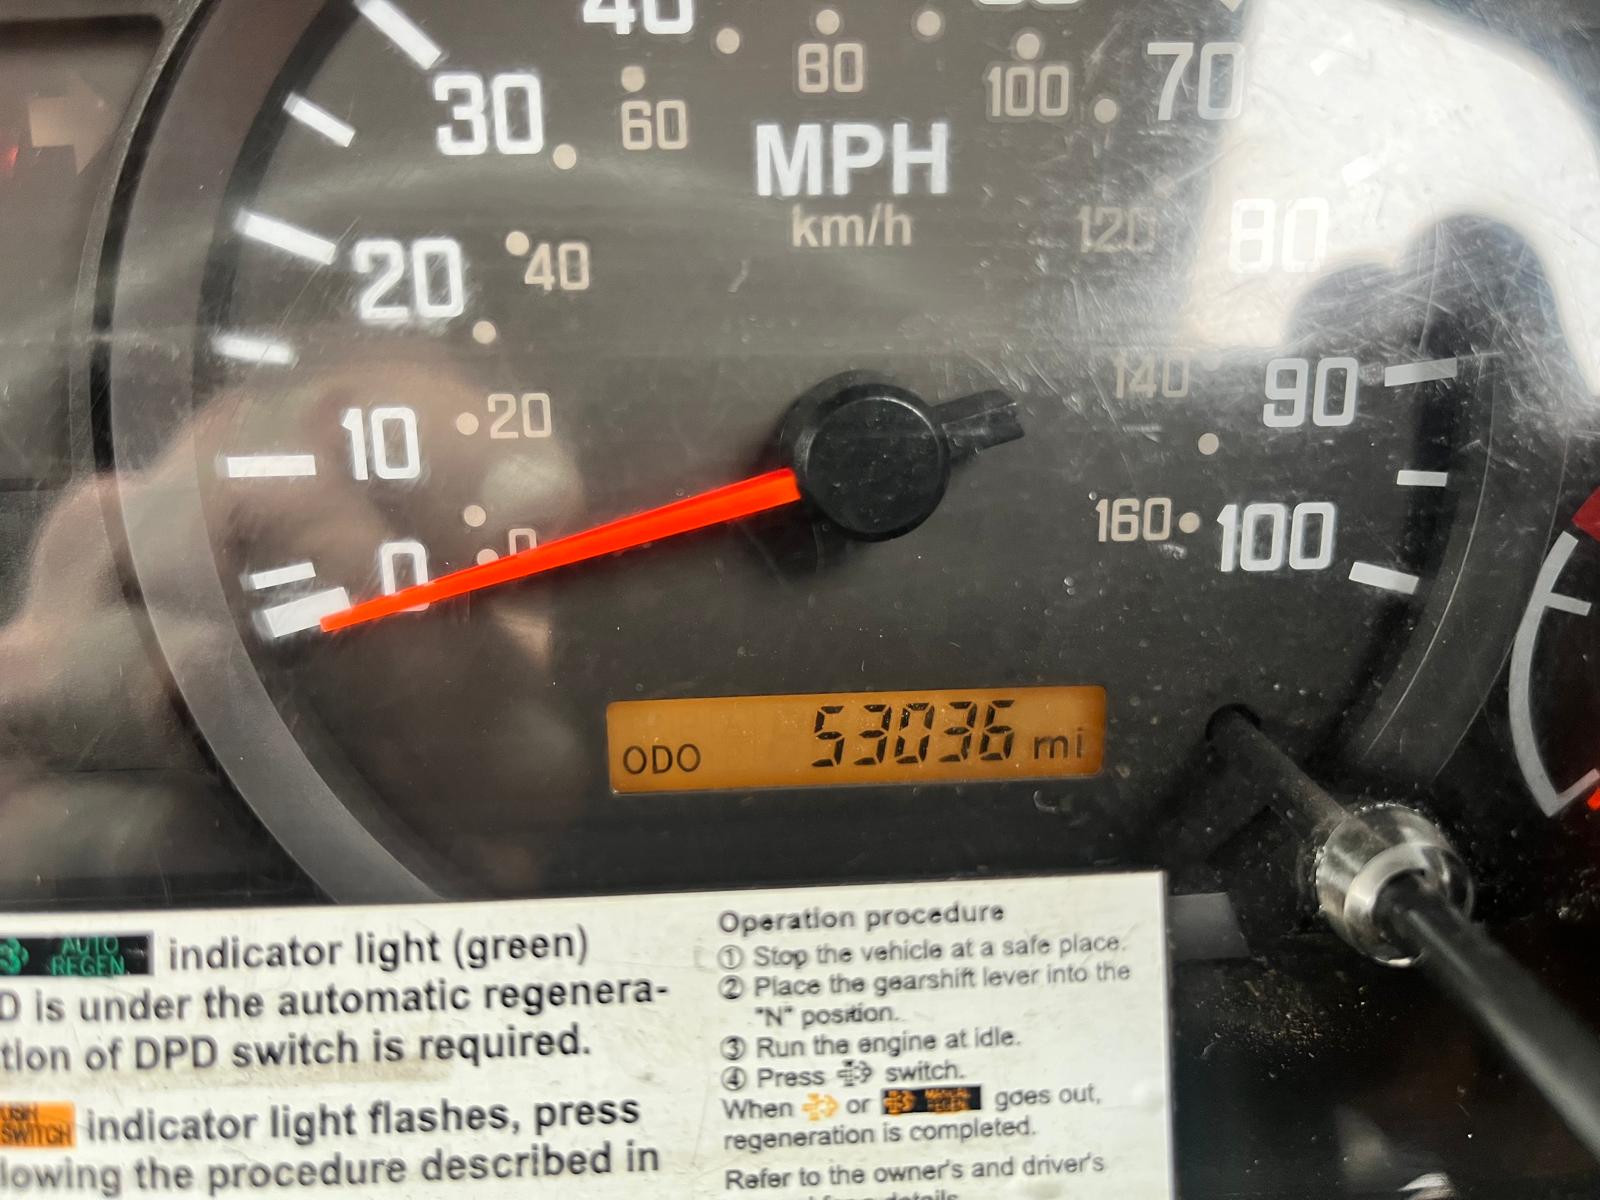 40
80
70
30
60
100
MPH
km/h
120
80
20
40
140
90
10
20
160
100
0
0
ODO 53036 mi
AUTO REGEN indicator light (green)
D is under the automatic regenera-
tion of DPD switch is required.
SWITCH indicator light flashes, press
lowing the procedure described in
Operation procedure
① Stop the vehicle at a safe place.
② Place the gearshift lever into the
"N" position.
③ Run the engine at idle.
④ Press switch.
When or goes out,
regeneration is completed.
Refer to the owner's and driver's